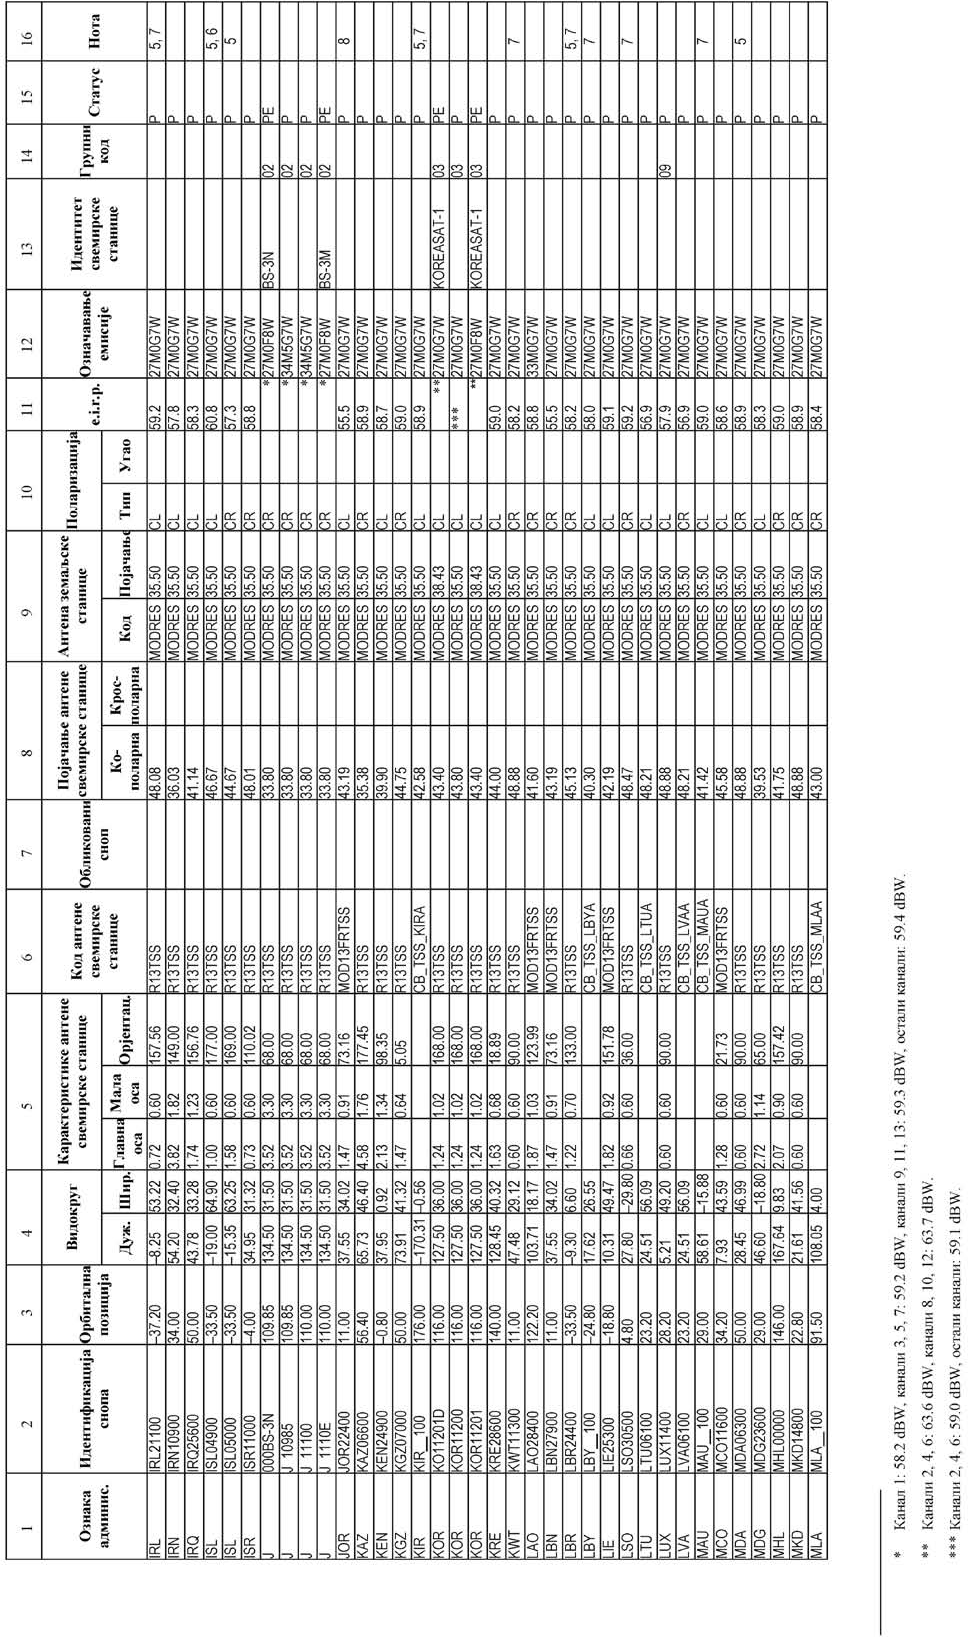 1 2 3 4 5 6 7 8 9 10 11 12 13 14 15 16
Ознака админис. Идентификација снопа Орбитална позиција Видокруг Карактеристике антене свемирске станице Код антене свемирске станице Обликовани сноп Појачање антене свемирске станице Антена земаљске станице Поларизација e.i.r.p. Означавање емисије Идентитет свемирске станице Групни код Статус Нота
Дуж. Шир. Главна оса Мала оса Орјентац. Ко-поларна Крос-поларна Код Појачање Тип Угао
IRL IRL21100 –37.20 –8.25 53.22 0.72 0.60 157.56 R13TSS 48.08 MODRES 35.50 CL 59.2 27M0G7W P 5, 7
IRN IRN10900 34.00 54.20 32.40 3.82 1.82 149.00 R13TSS 36.03 MODRES 35.50 CL 57.8 27M0G7W P
IRQ IRQ25600 50.00 43.78 33.28 1.74 1.23 156.76 R13TSS 41.14 MODRES 35.50 CL 58.3 27M0G7W P
ISL ISL04900 –33.50 –19.00 64.90 1.00 0.60 177.00 R13TSS 46.67 MODRES 35.50 CL 60.8 27M0G7W P 5, 6
ISL ISL05000 –33.50 –15.35 63.25 1.58 0.60 169.00 R13TSS 44.67 MODRES 35.50 CR 57.3 27M0G7W P 5
ISR ISR11000 –4.00 34.95 31.32 0.73 0.60 110.02 R13TSS 48.01 MODRES 35.50 CR 58.8 27M0G7W P
J 000BS-3N 109.85 134.50 31.50 3.52 3.30 68.00 R13TSS 33.80 MODRES 35.50 CR * 27M0F8W BS-3N 02 PE
J J 10985 109.85 134.50 31.50 3.52 3.30 68.00 R13TSS 33.80 MODRES 35.50 CR * 34M5G7W 02 P
J J 11100 110.00 134.50 31.50 3.52 3.30 68.00 R13TSS 33.80 MODRES 35.50 CR * 34M5G7W 02 P
J J 1110E 110.00 134.50 31.50 3.52 3.30 68.00 R13TSS 33.80 MODRES 35.50 CR * 27M0F8W BS-3M 02 PE
JOR JOR22400 11.00 37.55 34.02 1.47 0.91 73.16 MOD13FRTSS 43.19 MODRES 35.50 CL 55.5 27M0G7W P 8
KAZ KAZ06600 56.40 65.73 46.40 4.58 1.76 177.45 R13TSS 35.38 MODRES 35.50 CR 58.9 27M0G7W P
KEN KEN24900 –0.80 37.95 0.92 2.13 1.34 98.35 R13TSS 39.90 MODRES 35.50 CL 58.7 27M0G7W P
KGZ KGZ07000 50.00 73.91 41.32 1.47 0.64 5.05 R13TSS 44.75 MODRES 35.50 CR 59.0 27M0G7W P
KIR KIR__100 176.00 –170.31 –0.56 CB_TSS_KIRA 42.58 MODRES 35.50 CL 58.9 27M0G7W P 5, 7
KOR KO11201D 116.00 127.50 36.00 1.24 1.02 168.00 R13TSS 43.40 MODRES 38.43 CL ** 27M0G7W KOREASAT-1 03 PE
KOR KOR11200 116.00 127.50 36.00 1.24 1.02 168.00 R13TSS 43.80 MODRES 35.50 CL *** 27M0G7W 03 P
KOR KOR11201 116.00 127.50 36.00 1.24 1.02 168.00 R13TSS 43.40 MODRES 38.43 CL ** 27M0F8W KOREASAT-1 03 PE
KRE KRE28600 140.00 128.45 40.32 1.63 0.68 18.89 R13TSS 44.00 MODRES 35.50 CL 59.0 27M0G7W P
KWT KWT11300 11.00 47.48 29.12 0.60 0.60 90.00 R13TSS 48.88 MODRES 35.50 CR 58.2 27M0G7W P 7
LAO LAO28400 122.20 103.71 18.17 1.87 1.03 123.99 MOD13FRTSS 41.60 MODRES 35.50 CR 58.8 33M0G7W P
LBN LBN27900 11.00 37.55 34.02 1.47 0.91 73.16 MOD13FRTSS 43.19 MODRES 35.50 CL 55.5 27M0G7W P
LBR LBR24400 –33.50 –9.30 6.60 1.22 0.70 133.00 R13TSS 45.13 MODRES 35.50 CR 58.2 27M0G7W P 5, 7
LBY LBY__100 –24.80 17.62 26.55 CB_TSS_LBYA 40.30 MODRES 35.50 CL 58.0 27M0G7W P 7
LIE LIE25300 –18.80 10.31 49.47 1.82 0.92 151.78 MOD13FRTSS 42.19 MODRES 35.50 CL 59.1 27M0G7W P
LSO LSO30500 4.80 27.80 –29.80 0.66 0.60 36.00 R13TSS 48.47 MODRES 35.50 CR 59.2 27M0G7W P 7
LTU LTU06100 23.20 24.51 56.09 CB_TSS_LTUA 48.21 MODRES 35.50 CL 56.9 27M0G7W P
LUX LUX11400 28.20 5.21 49.20 0.60 0.60 90.00 R13TSS 48.88 MODRES 35.50 CL 57.9 27M0G7W 09 P
LVA LVA06100 23.20 24.51 56.09 CB_TSS_LVAA 48.21 MODRES 35.50 CR 56.9 27M0G7W P
MAU MAU__100 29.00 58.61 –15.88 CB_TSS_MAUA 41.42 MODRES 35.50 CL 59.0 27M0G7W P 7
MCO MCO11600 34.20 7.93 43.59 1.28 0.60 21.73 MOD13FRTSS 45.58 MODRES 35.50 CL 58.6 27M0G7W P
MDA MDA06300 50.00 28.45 46.99 0.60 0.60 90.00 R13TSS 48.88 MODRES 35.50 CR 58.9 27M0G7W P 5
MDG MDG23600 29.00 46.60 –18.80 2.72 1.14 65.00 R13TSS 39.53 MODRES 35.50 CL 58.3 27M0G7W P
MHL MHL00000 146.00 167.64 9.83 2.07 0.90 157.42 R13TSS 41.75 MODRES 35.50 CR 59.0 27M0G7W P
MKD MKD14800 22.80 21.61 41.56 0.60 0.60 90.00 R13TSS 48.88 MODRES 35.50 CL 58.9 27M0G7W P
MLA MLA__100 91.50 108.05 4.00 CB_TSS_MLAA 43.00 MODRES 35.50 CR 58.4 27M0G7W P
* Канал 1: 58.2 dBW, канали 3, 5, 7: 59.2 dBW, канали 9, 11, 13: 59.3 dBW, остали канали: 59.4 dBW.
** Канали 2, 4, 6: 63.6 dBW, канали 8, 10, 12: 63.7 dBW.
*** Канали 2, 4, 6: 59.0 dBW, остали канали: 59.1 dBW.